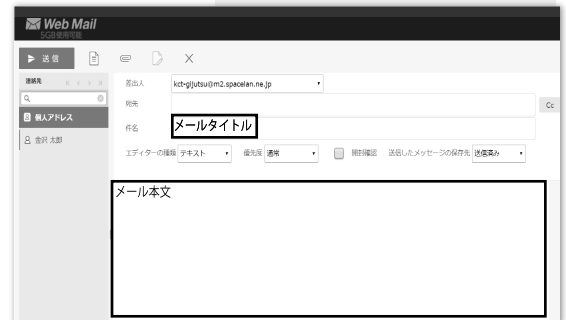 Web Mail
5GB使用可能
送信
連絡先
個人アドレス
金沢 太郎
差出人 kct-gijutsu@m2.spacelan.ne.jp
宛先
Cc
件名 メールタイトル
エディターの種類 テキスト 優先度 通常 開封確認 送信したメッセージの保存先 送信済み
メール本文